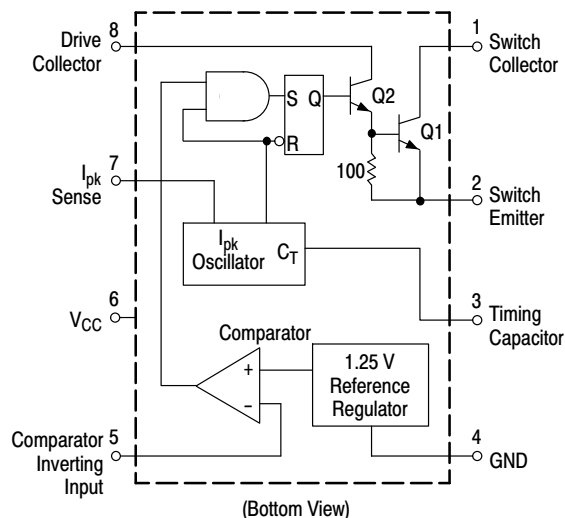 Drive
Collector
8
1
Switch
Collector
S
Q
Q2
Q1
R
100
7
Ipk
Sense
2
Switch
Emitter
Ipk
Oscillator
CT
6
VCC
3
Timing
Capacitor
Comparator
+
−
1.25 V
Reference
Regulator
Comparator
Inverting
Input
5
4
GND
(Bottom View)